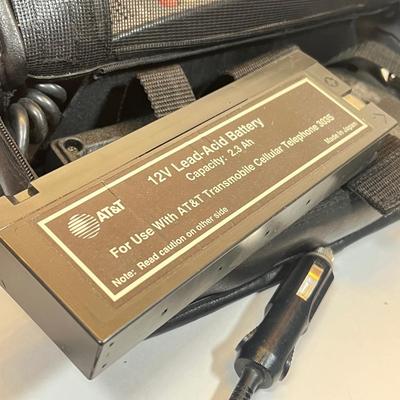 AT&T
12V Lead-Acid Battery
Capacity: 2.3 Ah
For Use With AT&T Transmobile Cellular Telephone 3035
Note: Read caution on other side
Made in Japan